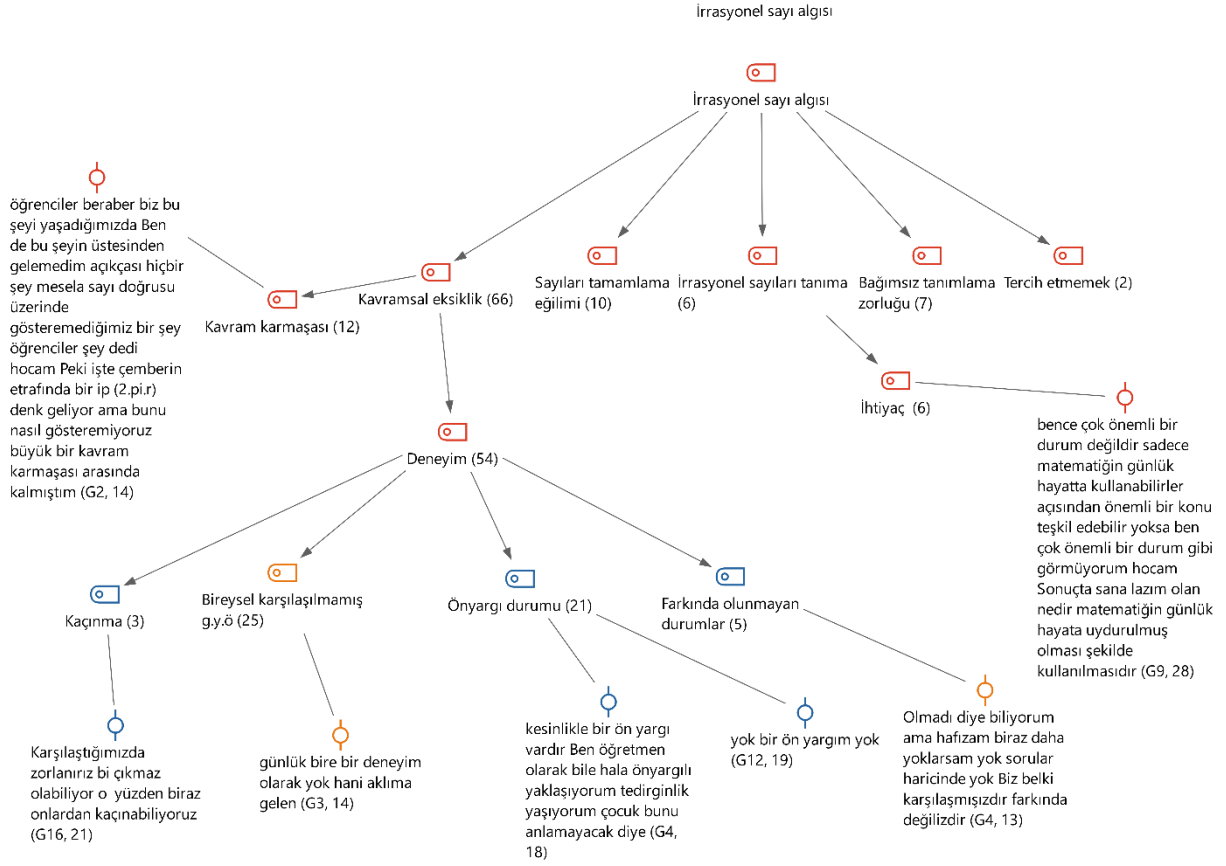 İrrasyonel sayı algısı
İrrasyonel sayı algısı
öğrenciler beraber biz bu
şeyi yaşadığımızda Ben
de bu şeyin üstesinden
gelemedim açıkçası hiçbir
şey mesela sayı doğrusu
üzerinde
gösteremediğimiz bir şey
öğrenciler şey dedi
hocam Peki işte çemberin
etrafında bir ip (2.pi.r)
denk geliyor ama bunu
nasıl gösteremiyoruz
büyük bir kavram
karmaşası arasında
kalmıştım (G2, 14)
Kavram karmaşası (12)
Kavramsal eksiklik (66)
Sayıları tamamlama
eğilimi (10)
İrrasyonel sayıları tanıma
(6)
Bağımsız tanımlama
zorluğu (7)
Tercih etmemek (2)
İhtiyaç (6)
bence çok önemli bir
durum değildir sadece
matematiğin günlük
hayatta kullanabilirler
açısından önemli bir konu
teşkil edebilir yoksa ben
çok önemli bir durum gibi
görmüyorum hocam
Sonuçta sana lazım olan
nedir matematiğin günlük
hayata uydurulmuş
olması şekilde
kullanılmasıdır (G9, 28)
Deneyim (54)
Kaçınma (3)
Bireysel karşılaşılmamış
g.y.ö (25)
Önyargı durumu (21)
Farkında olunmayan
durumlar (5)
Karşılaştığımızda
zorlanırız bi çıkmaz
olabiliyor o yüzden biraz
onlardan kaçınabiliyoruz
(G16, 21)
günlük bire bir deneyim
olarak yok hani aklıma
gelen (G3, 14)
kesinlikle bir ön yargı
vardır Ben öğretmen
olarak bile hala önyargılı
yaklaşıyorum tedirginlik
yaşıyorum çocuk bunu
anlamayacak diye (G4,
18)
yok bir ön yargım yok
(G12, 19)
Olmadı diye biliyorum
ama hafızam biraz daha
yoklarsam yok sorular
haricinde yok Biz belki
karşılaşmışızdır farkında
değilizdir (G4, 13)